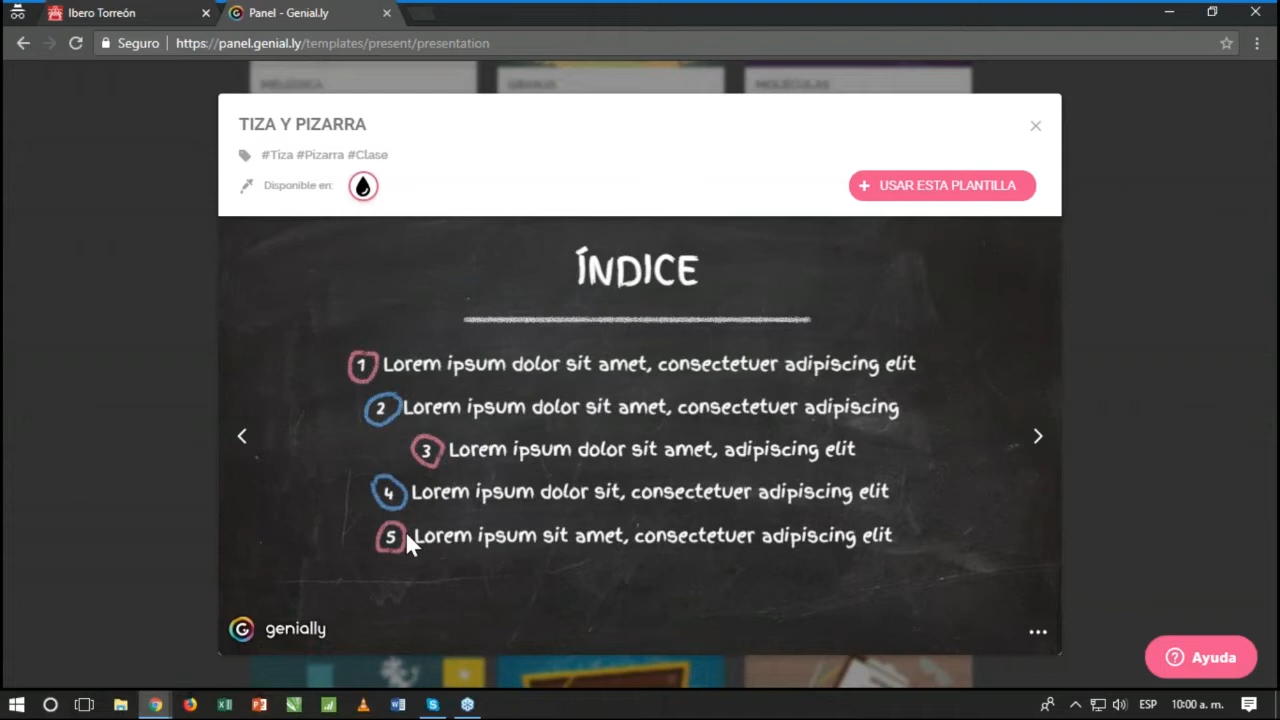 Ibero Torreón
Panel - Genial.ly
Seguro
https://panel.genial.ly/templates/present/presentation
MOLÉCULAS
TIZA Y PIZARRA
#Tiza #Pizarra #Clase
Disponible en:
+ USAR ESTA PLANTILLA
ÍNDICE
1 Lorem ipsum dolor sit amet, consectetuer adipiscing elit
2 Lorem ipsum dolor sit amet, consectetuer adipiscing
3 Lorem ipsum dolor sit amet, adipiscing elit
4 Lorem ipsum dolor sit, consectetuer adipiscing elit
5 Lorem ipsum sit amet, consectetuer adipiscing elit
genially
Ayuda
ESP
10:00 a. m.